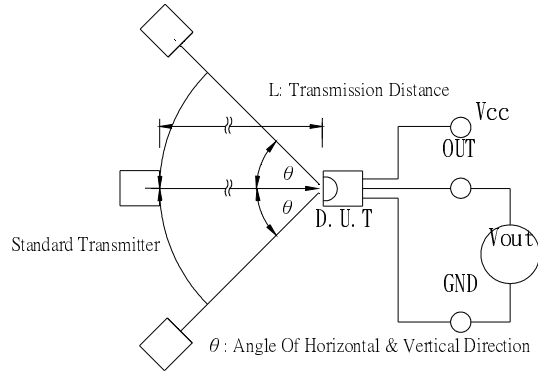 L: Transmission Distance
Vcc
OUT
θ
θ
D.U.T
Standard Transmitter
Vout
GND
θ: Angle Of Horizontal & Vertical Direction